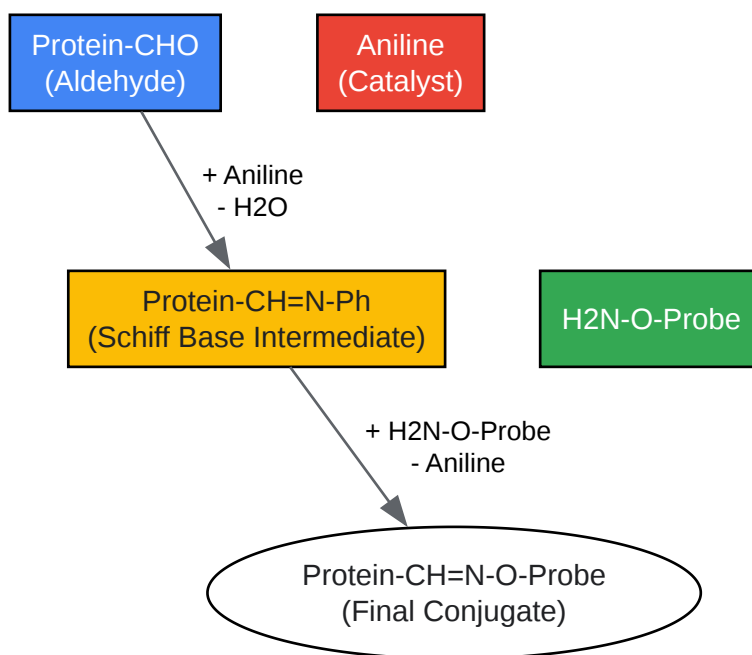 Protein-CHO
(Aldehyde)
Aniline
(Catalyst)
+ Aniline
- H2O
Protein-CH=N-Ph
(Schiff Base Intermediate)
H2N-O-Probe
+ H2N-O-Probe
- Aniline
Protein-CH=N-O-Probe
(Final Conjugate)